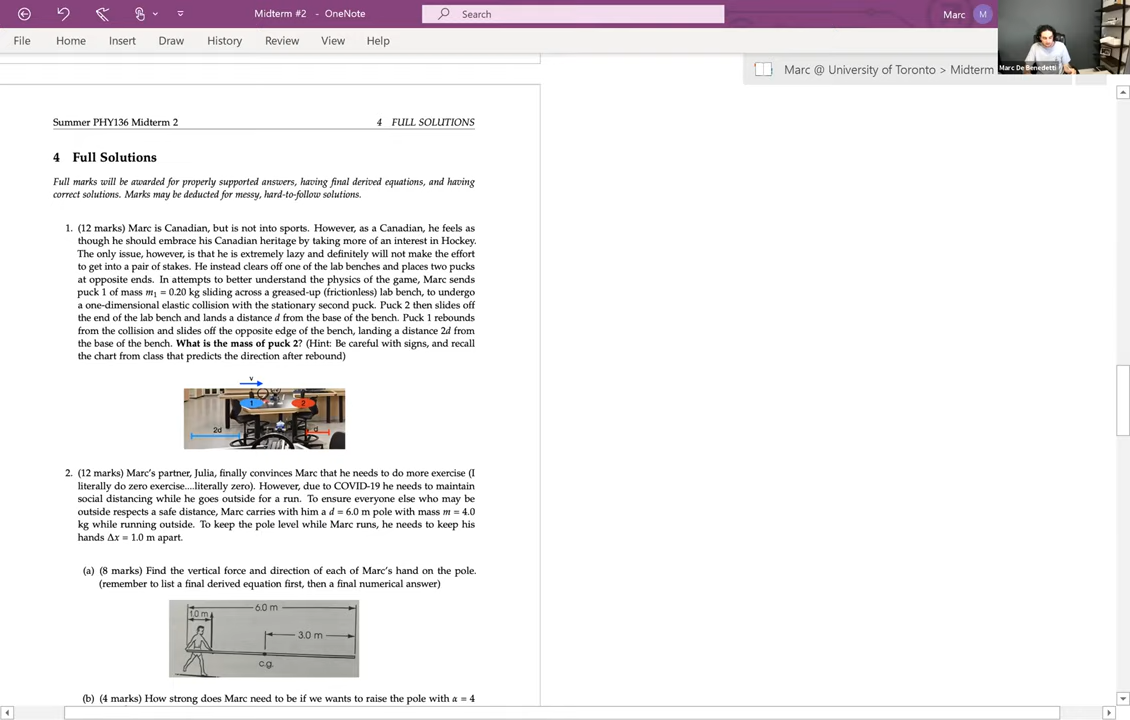 Midterm #2 - OneNote
Search
Marc
M
File Home Insert Draw History Review View Help
Marc De Benedetti
Marc @ University of Toronto > Midterm
Summer PHY136 Midterm 2
4 FULL SOLUTIONS
4 Full Solutions
Full marks will be awarded for properly supported answers, having final derived equations, and having
correct solutions. Marks may be deducted for messy, hard-to-follow solutions.
1. (12 marks) Marc is Canadian, but is not into sports. However, as a Canadian, he feels as
though he should embrace his Canadian heritage by taking more of an interest in Hockey.
The only issue, however, is that he is extremely lazy and definitely will not make the effort
to get into a pair of stakes. He instead clears off one of the lab benches and places two pucks
at opposite ends. In attempts to better understand the physics of the game, Marc sends
puck 1 of mass m₁ = 0.20 kg sliding across a greased-up (frictionless) lab bench, to undergo
a one-dimensional elastic collision with the stationary second puck. Puck 2 then slides off
the end of the lab bench and lands a distance d from the base of the bench. Puck 1 rebounds
from the collision and slides off the opposite edge of the bench, landing a distance 2d from
the base of the bench. What is the mass of puck 2? (Hint: Be careful with signs, and recall
the chart from class that predicts the direction after rebound)
v
1 2
2d d
2. (12 marks) Marc's partner, Julia, finally convinces Marc that he needs to do more exercise (I
literally do zero exercise....literally zero). However, due to COVID-19 he needs to maintain
social distancing while he goes outside for a run. To ensure everyone else who may be
outside respects a safe distance, Marc carries with him a d = 6.0 m pole with mass m = 4.0
kg while running outside. To keep the pole level while Marc runs, he needs to keep his
hands Δx = 1.0 m apart.
(a) (8 marks) Find the vertical force and direction of each of Marc's hand on the pole.
(remember to list a final derived equation first, then a final numerical answer)
6.0 m
1.0 m
3.0 m
c.g.
(b) (4 marks) How strong does Marc need to be if we wants to raise the pole with α = 4